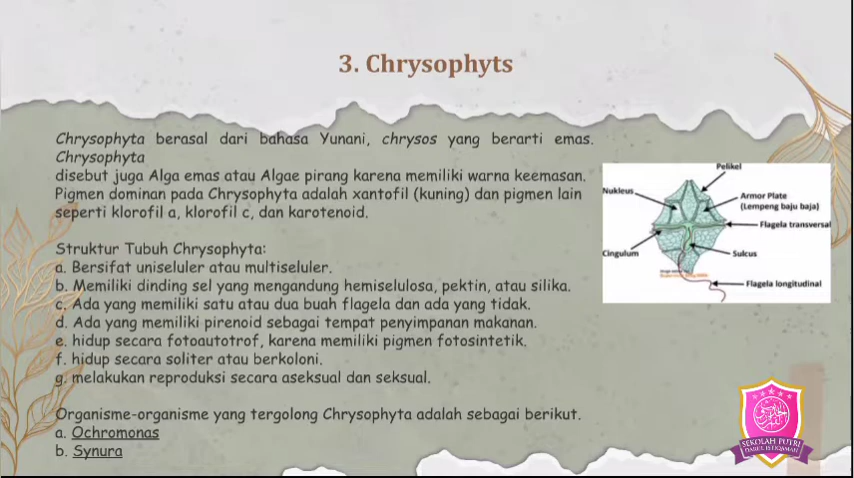 3. Chrysophyts
Chrysophyta berasal dari bahasa Yunani, chrysos yang berarti emas.
Chrysophyta
disebut juga Alga emas atau Algae pirang karena memiliki warna keemasan.
Pigmen dominan pada Chrysophyta adalah xantofil (kuning) dan pigmen lain
seperti klorofil a, klorofil c, dan karotenoid.
Struktur Tubuh Chrysophyta:
a. Bersifat uniseluler atau multiseluler.
b. Memiliki dinding sel yang mengandung hemiselulosa, pektin, atau silika.
c. Ada yang memiliki satu atau dua buah flagela dan ada yang tidak.
d. Ada yang memiliki pirenoid sebagai tempat penyimpanan makanan.
e. hidup secara fotoautotrof, karena memiliki pigmen fotosintetik.
f. hidup secara soliter atau berkoloni.
g. melakukan reproduksi secara aseksual dan seksual.
Organisme-organisme yang tergolong Chrysophyta adalah sebagai berikut.
a. Ochromonas
b. Synura
Pelikel
Nukleus
Armor Plate
(Lempeng baju baja)
Flagela transversal
Cingulum
Sulcus
Flagela longitudinal
SEKOLAH PUTRI
DARUL ISTIQAMAH